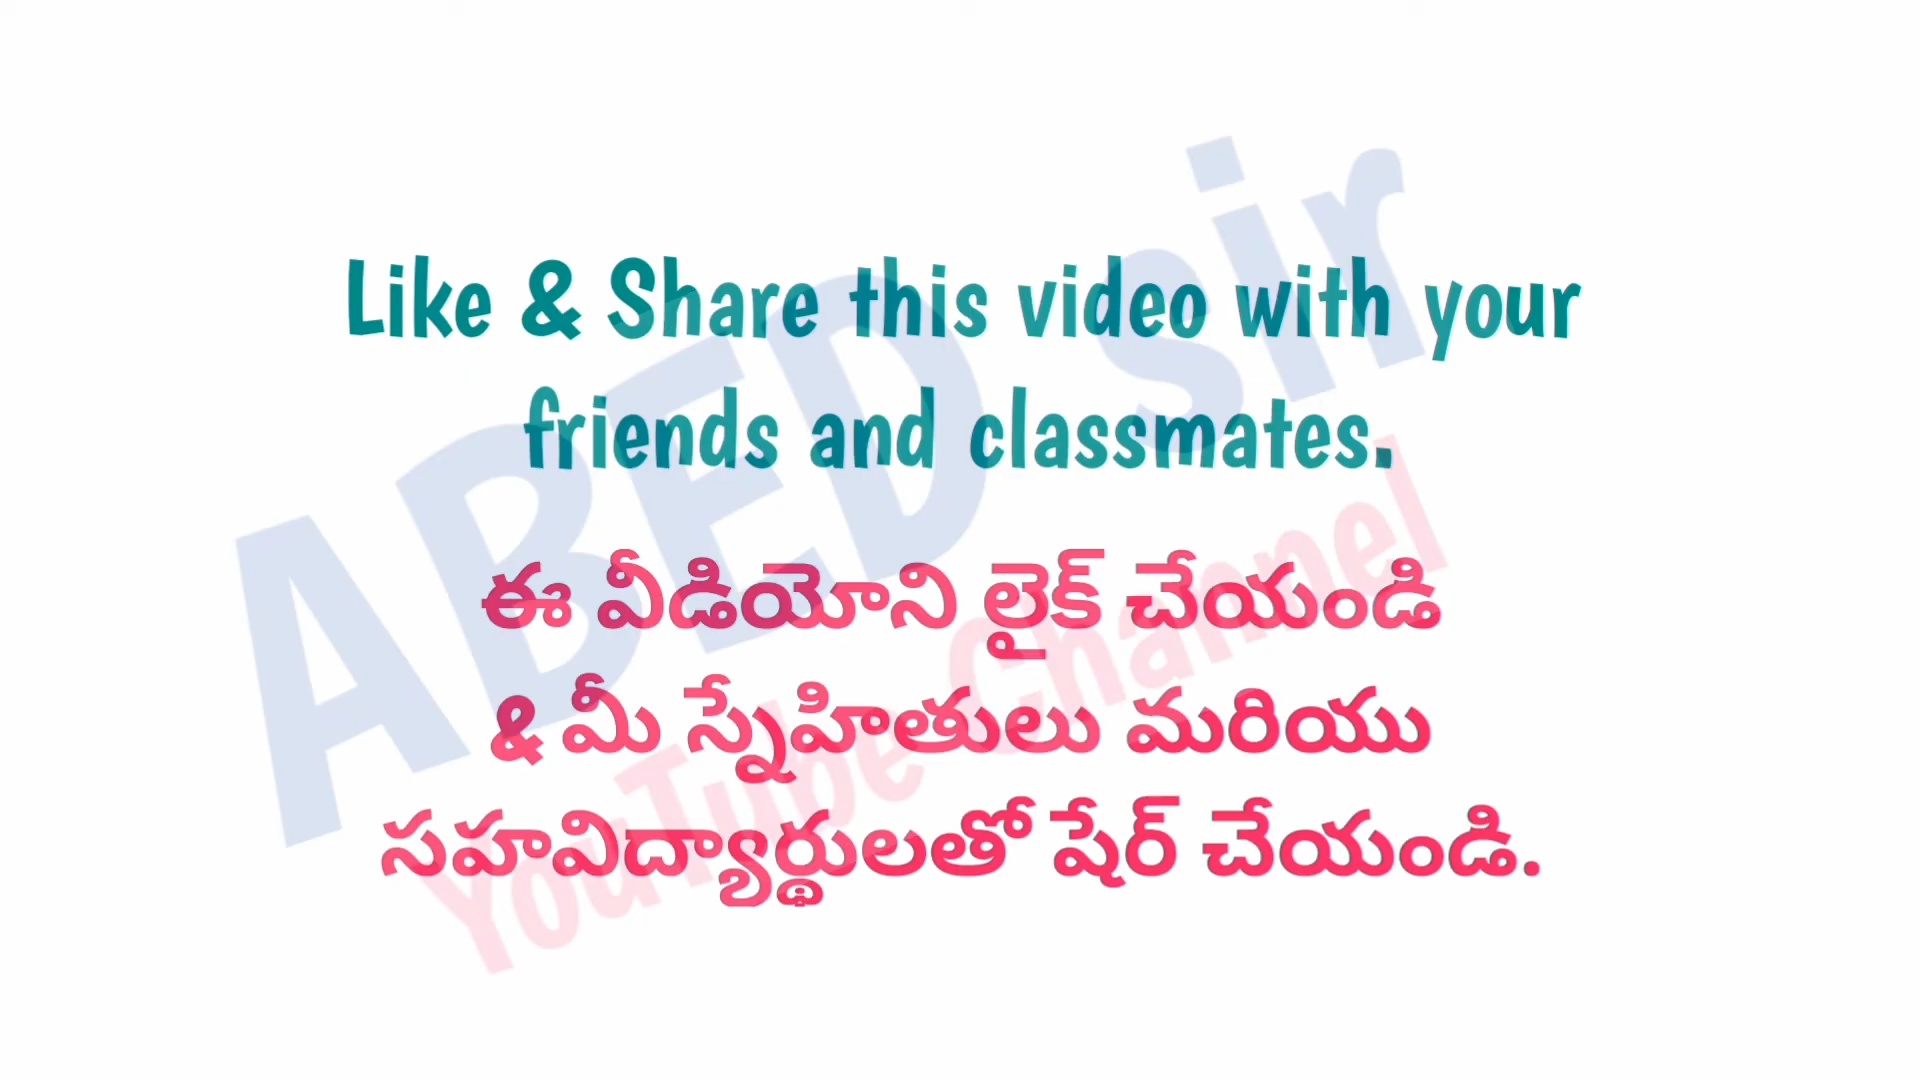 Like & Share this video with your
friends and classmates.
ఈ వీడియోని లైక్ చేయండి
& మీ స్నేహితులు మరియు
సహవిద్యార్థులతో షేర్ చేయండి.
ABED sir
YouTube Channel